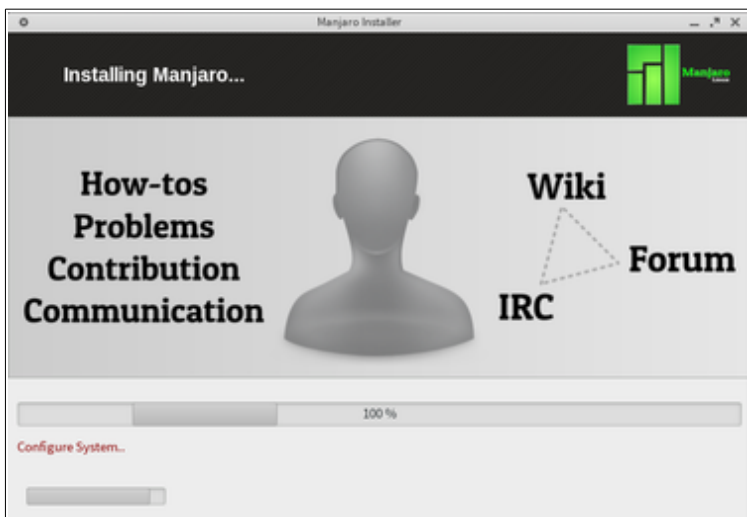 Manjaro Installer
Installing Manjaro...
Manjaro
How-tos
Problems
Contribution
Communication
Wiki
Forum
IRC
100 %
Configure System...